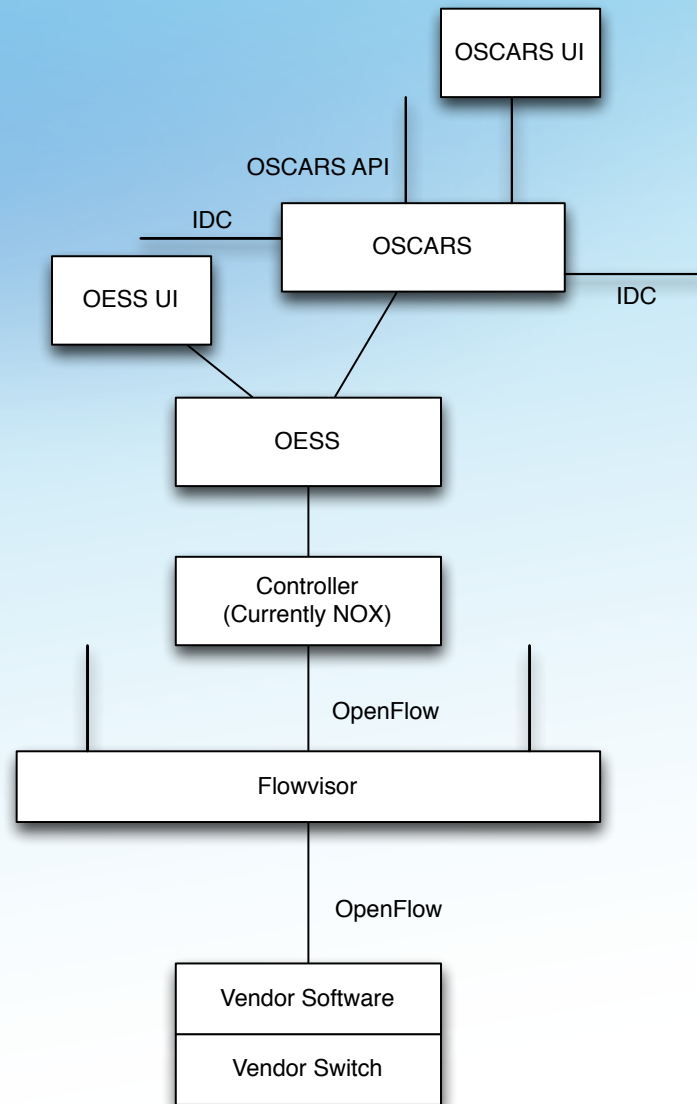 OSCARS UI
OSCARS API
IDC
OSCARS
OESS UI
IDC
OESS
Controller
(Currently NOX)
OpenFlow
Flowvisor
OpenFlow
Vendor Software
Vendor Switch